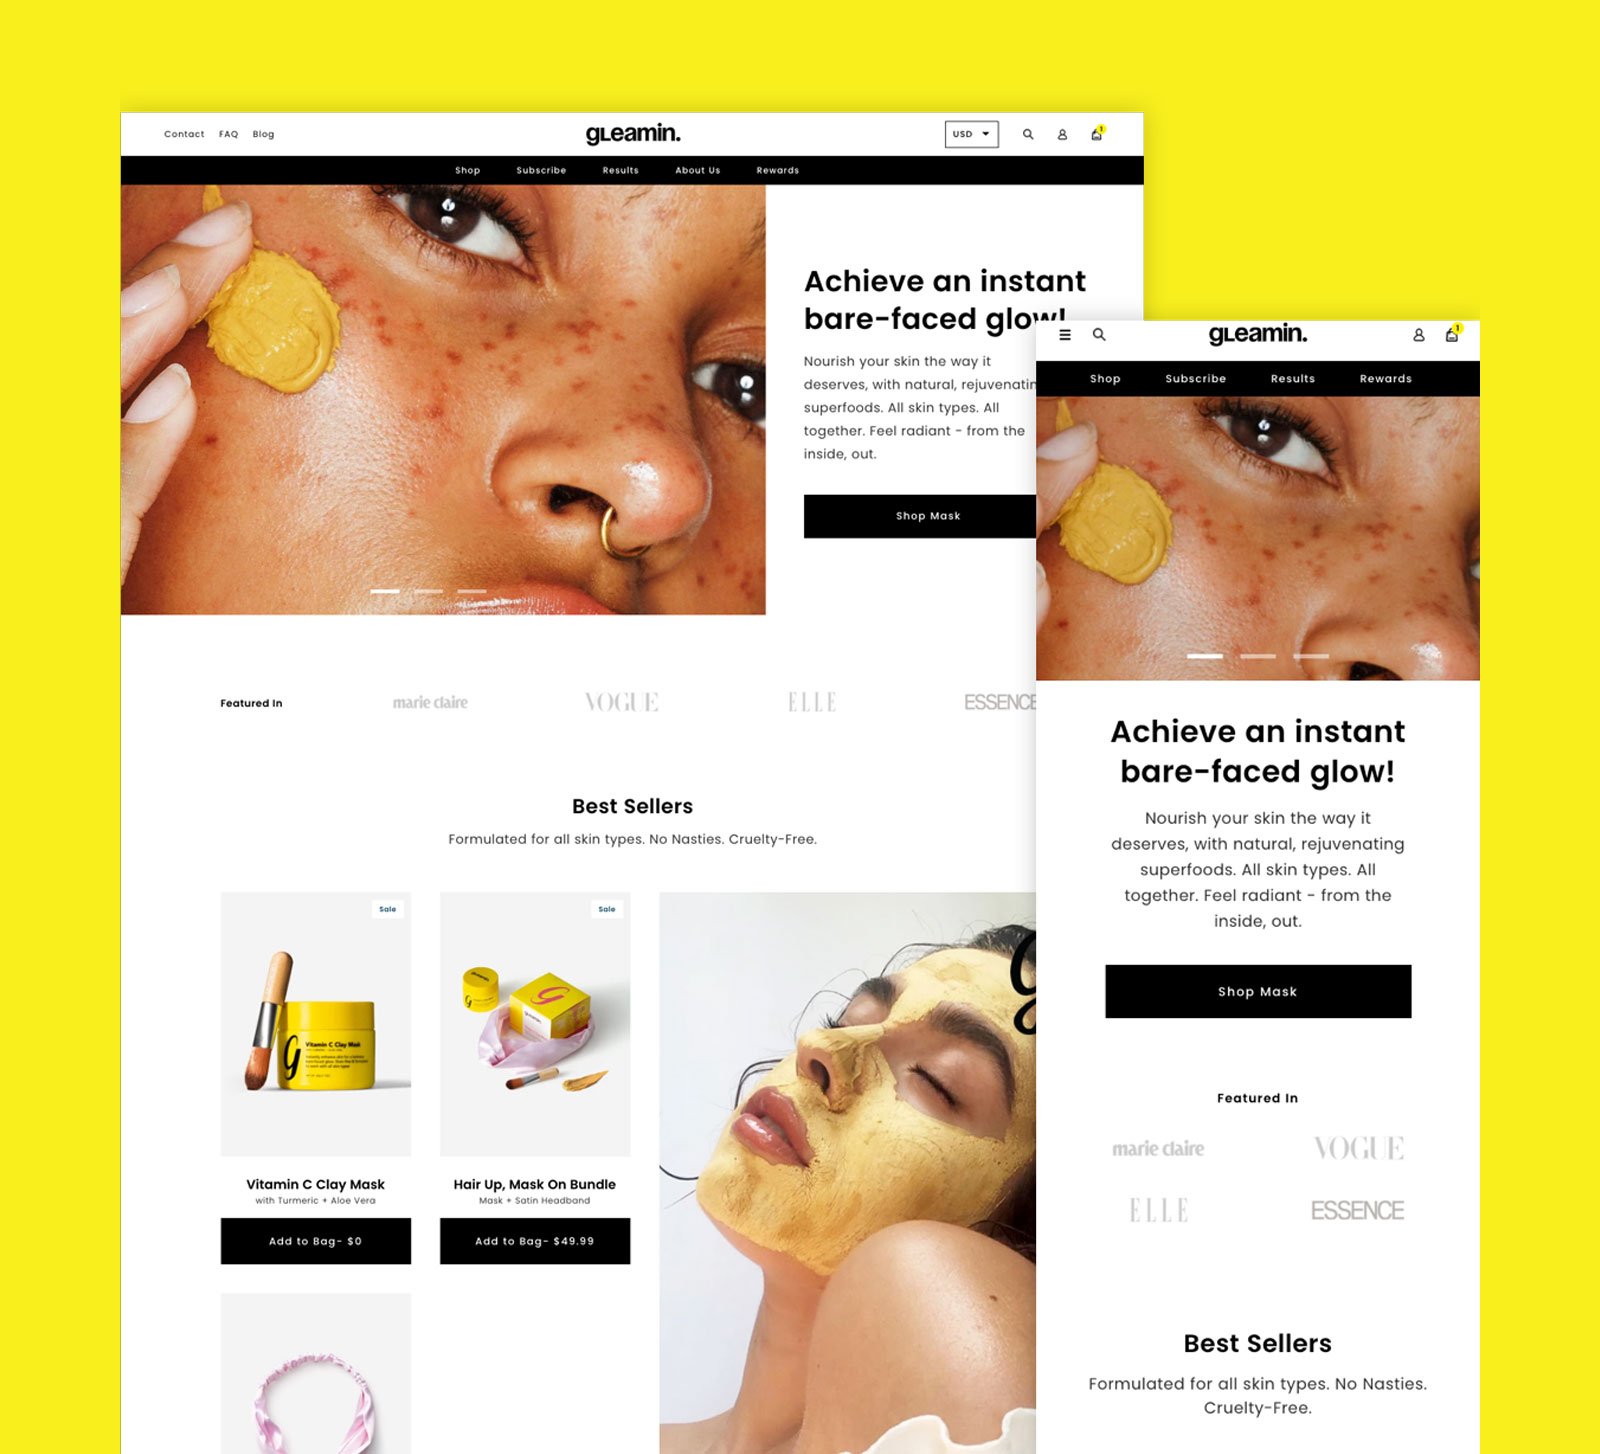 Contact FAQ Blog
gleamin.
USD
1
Shop Subscribe Results About Us Rewards
Achieve an instant
bare-faced glow!
Nourish your skin the way it
deserves, with natural, rejuvenatin
superfoods. All skin types. All
together. Feel radiant - from the
inside, out.
Shop Mask
Featured In
marie claire
VOGUE
ELLE
ESSENCE
Best Sellers
Formulated for all skin types. No Nasties. Cruelty-Free.
Sale
g
Vitamin C Clay Mask
Vitamin C Clay Mask
with Turmeric + Aloe Vera
Add to Bag- $0
Sale
g
gleamin.
Hair Up, Mask On Bundle
Mask + Satin Headband
Add to Bag- $49.99
g
gleamin.
1
Shop Subscribe Results Rewards
Achieve an instant
bare-faced glow!
Nourish your skin the way it
deserves, with natural, rejuvenating
superfoods. All skin types. All
together. Feel radiant - from the
inside, out.
Shop Mask
Featured In
marie claire
VOGUE
ELLE
ESSENCE
Best Sellers
Formulated for all skin types. No Nasties.
Cruelty-Free.